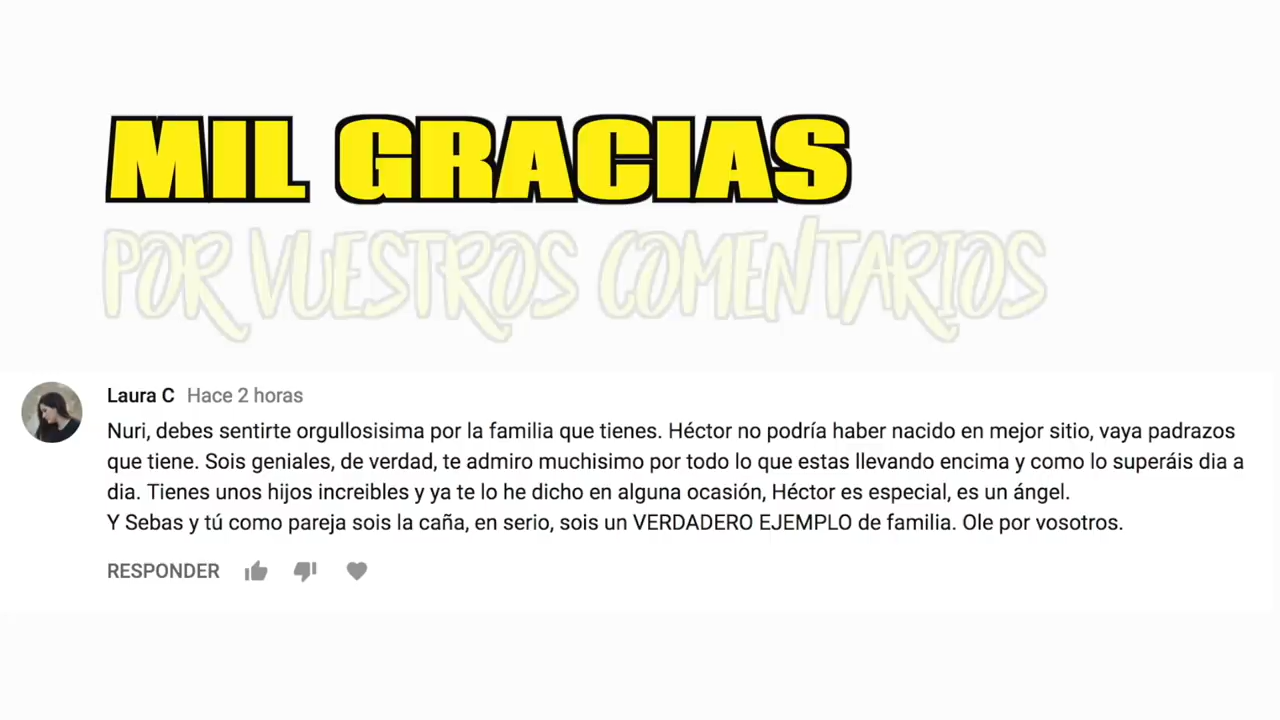 MIL GRACIAS
POR VUESTROS COMENTARIOS
Laura C Hace 2 horas
Nuri, debes sentirte orgullosisima por la familia que tienes. Héctor no podría haber nacido en mejor sitio, vaya padrazos
que tiene. Sois geniales, de verdad, te admiro muchisimo por todo lo que estas llevando encima y como lo superáis dia a
dia. Tienes unos hijos increibles y ya te lo he dicho en alguna ocasión, Héctor es especial, es un ángel.
Y Sebas y tú como pareja sois la caña, en serio, sois un VERDADERO EJEMPLO de familia. Ole por vosotros.
RESPONDER